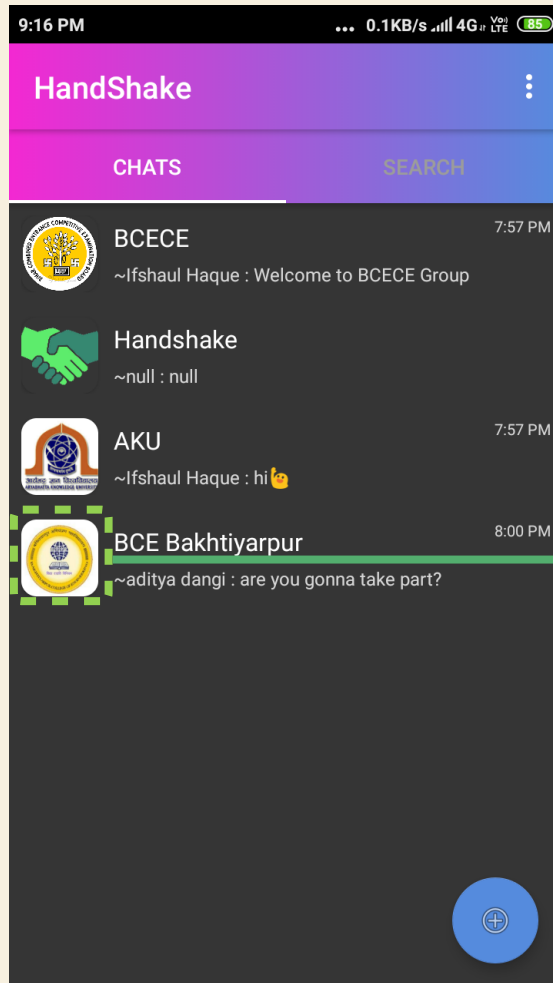 9:16 PM ... 0.1KB/s 4G Vo) LTE 85
HandShake
CHATS SEARCH
BCECE 7:57 PM
~Ifshaul Haque : Welcome to BCECE Group
Handshake
~null : null
AKU 7:57 PM
~Ifshaul Haque : hi🙋
BCE Bakhtiyarpur 8:00 PM
~aditya dangi : are you gonna take part?